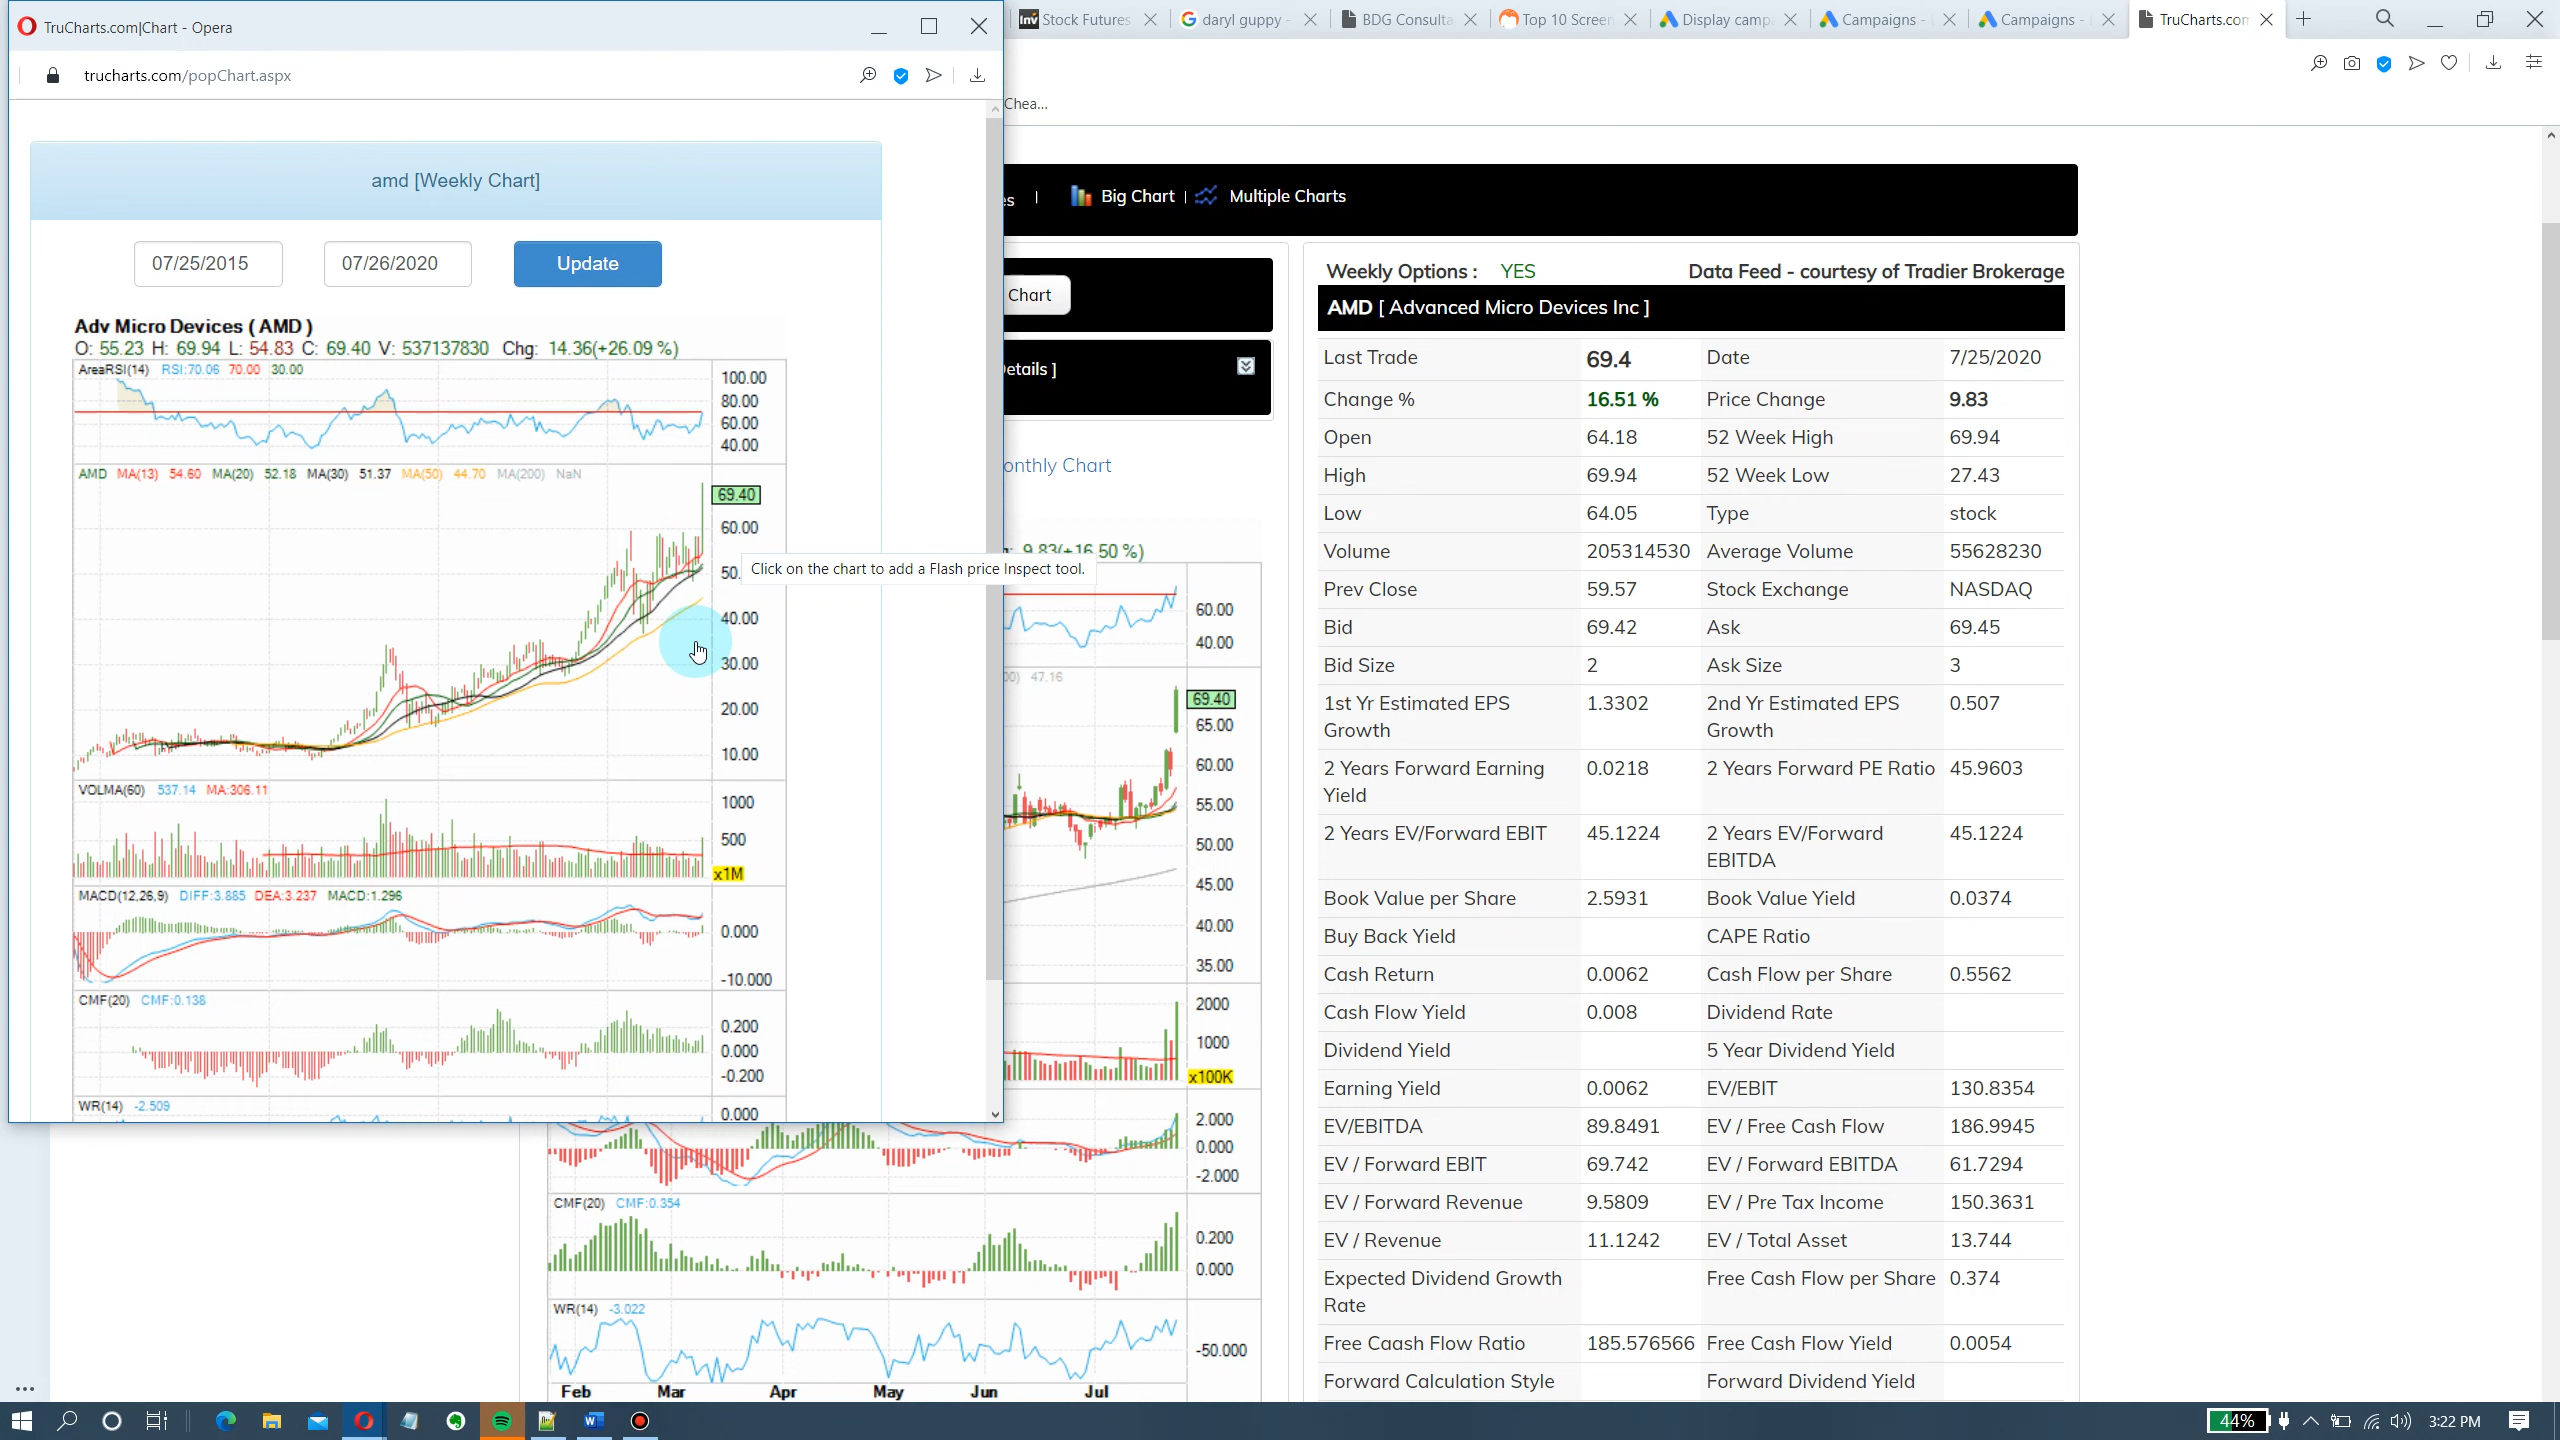 TruCharts.com|Chart - Opera
trucharts.com/popChart.aspx
Stock Futures
daryl guppy -
BDG Consulta
Top 10 Screen
Display camp
Campaigns -
Campaigns -
TruCharts.com
Chea...
amd [Weekly Chart]
07/25/2015
07/26/2020
Update
Adv Micro Devices ( AMD )
O: 55.23 H: 69.94 L: 54.83 C: 69.40 V: 537137830 Chg: 14.36(+26.09 %)
AreaRSI(14) RSI:70.06 70.00 30.00
100.00
80.00
60.00
40.00
AMD MA(13) 54.60 MA(20) 52.18 MA(30) 51.37 MA(50) 44.70 MA(200) NaN
69.40
60.00
50.
40.00
30.00
20.00
10.00
Click on the chart to add a Flash price Inspect tool.
VOLMA(60) 537.14 MA:306.11
1000
500
x1M
MACD(12,26,9) DIFF:3.885 DEA:3.237 MACD:1.296
0.000
-10.000
CMF(20) CMF:0.138
0.200
0.000
-0.200
WR(14) -2.509
0.000
es | Big Chart | Multiple Charts
Chart
etails ]
onthly Chart
9.83(+16.50 %)
60.00
40.00
00) 47.16
69.40
65.00
60.00
55.00
50.00
45.00
40.00
35.00
2000
1000
x100K
2.000
0.000
-2.000
CMF(20) CMF:0.354
0.200
0.000
WR(14) -3.022
-50.000
Feb Mar Apr May Jun Jul
Weekly Options : YES Data Feed - courtesy of Tradier Brokerage
AMD [ Advanced Micro Devices Inc ]
Last Trade 69.4 Date 7/25/2020
Change % 16.51 % Price Change 9.83
Open 64.18 52 Week High 69.94
High 69.94 52 Week Low 27.43
Low 64.05 Type stock
Volume 205314530 Average Volume 55628230
Prev Close 59.57 Stock Exchange NASDAQ
Bid 69.42 Ask 69.45
Bid Size 2 Ask Size 3
1st Yr Estimated EPS 1.3302 2nd Yr Estimated EPS 0.507
Growth Growth
2 Years Forward Earning 0.0218 2 Years Forward PE Ratio 45.9603
Yield
2 Years EV/Forward EBIT 45.1224 2 Years EV/Forward 45.1224
EBITDA
Book Value per Share 2.5931 Book Value Yield 0.0374
Buy Back Yield CAPE Ratio
Cash Return 0.0062 Cash Flow per Share 0.5562
Cash Flow Yield 0.008 Dividend Rate
Dividend Yield 5 Year Dividend Yield
Earning Yield 0.0062 EV/EBIT 130.8354
EV/EBITDA 89.8491 EV / Free Cash Flow 186.9945
EV / Forward EBIT 69.742 EV / Forward EBITDA 61.7294
EV / Forward Revenue 9.5809 EV / Pre Tax Income 150.3631
EV / Revenue 11.1242 EV / Total Asset 13.744
Expected Dividend Growth Free Cash Flow per Share 0.374
Rate
Free Caash Flow Ratio 185.576566 Free Cash Flow Yield 0.0054
Forward Calculation Style Forward Dividend Yield
44% 3:22 PM